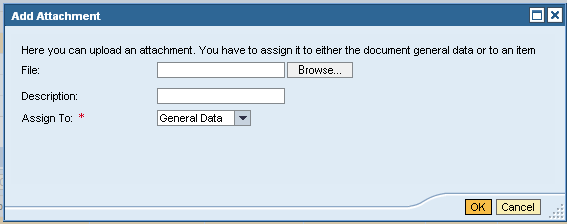 Add Attachment
Here you can upload an attachment. You have to assign it to either the document general data or to an item
File: Browse...
Description:
Assign To: * General Data
OK Cancel